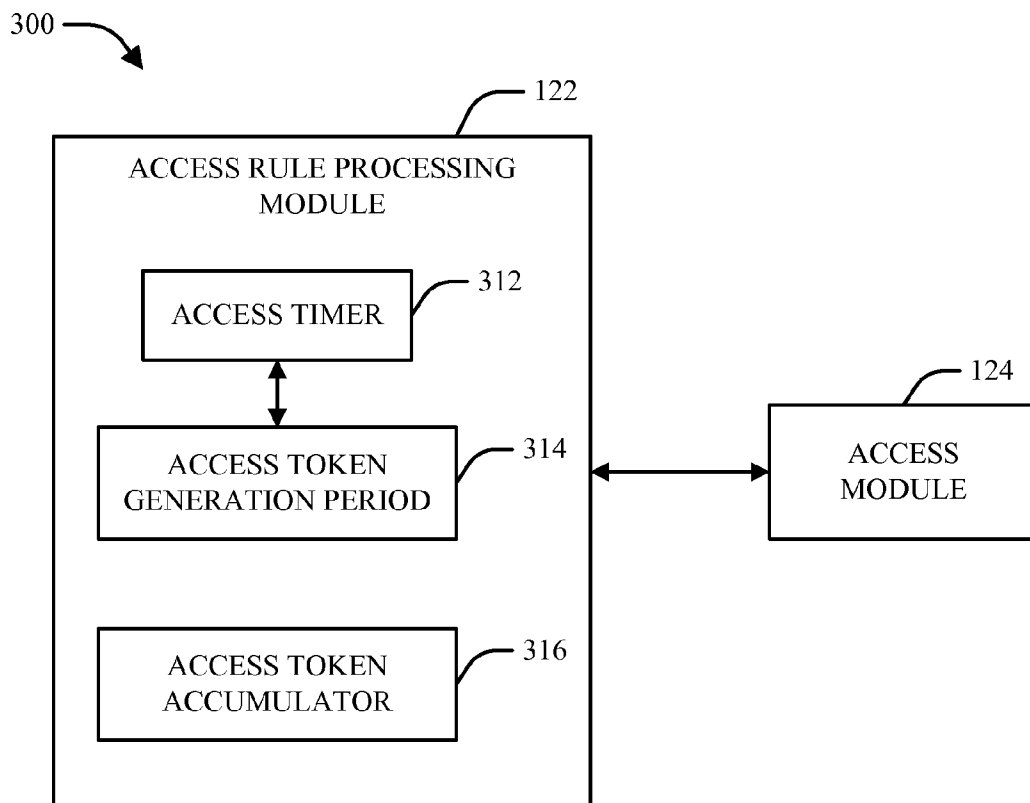 300
122
ACCESS RULE PROCESSING
MODULE
312
ACCESS TIMER
124
314
ACCESS TOKEN
GENERATION PERIOD
ACCESS
MODULE
316
ACCESS TOKEN
ACCUMULATOR